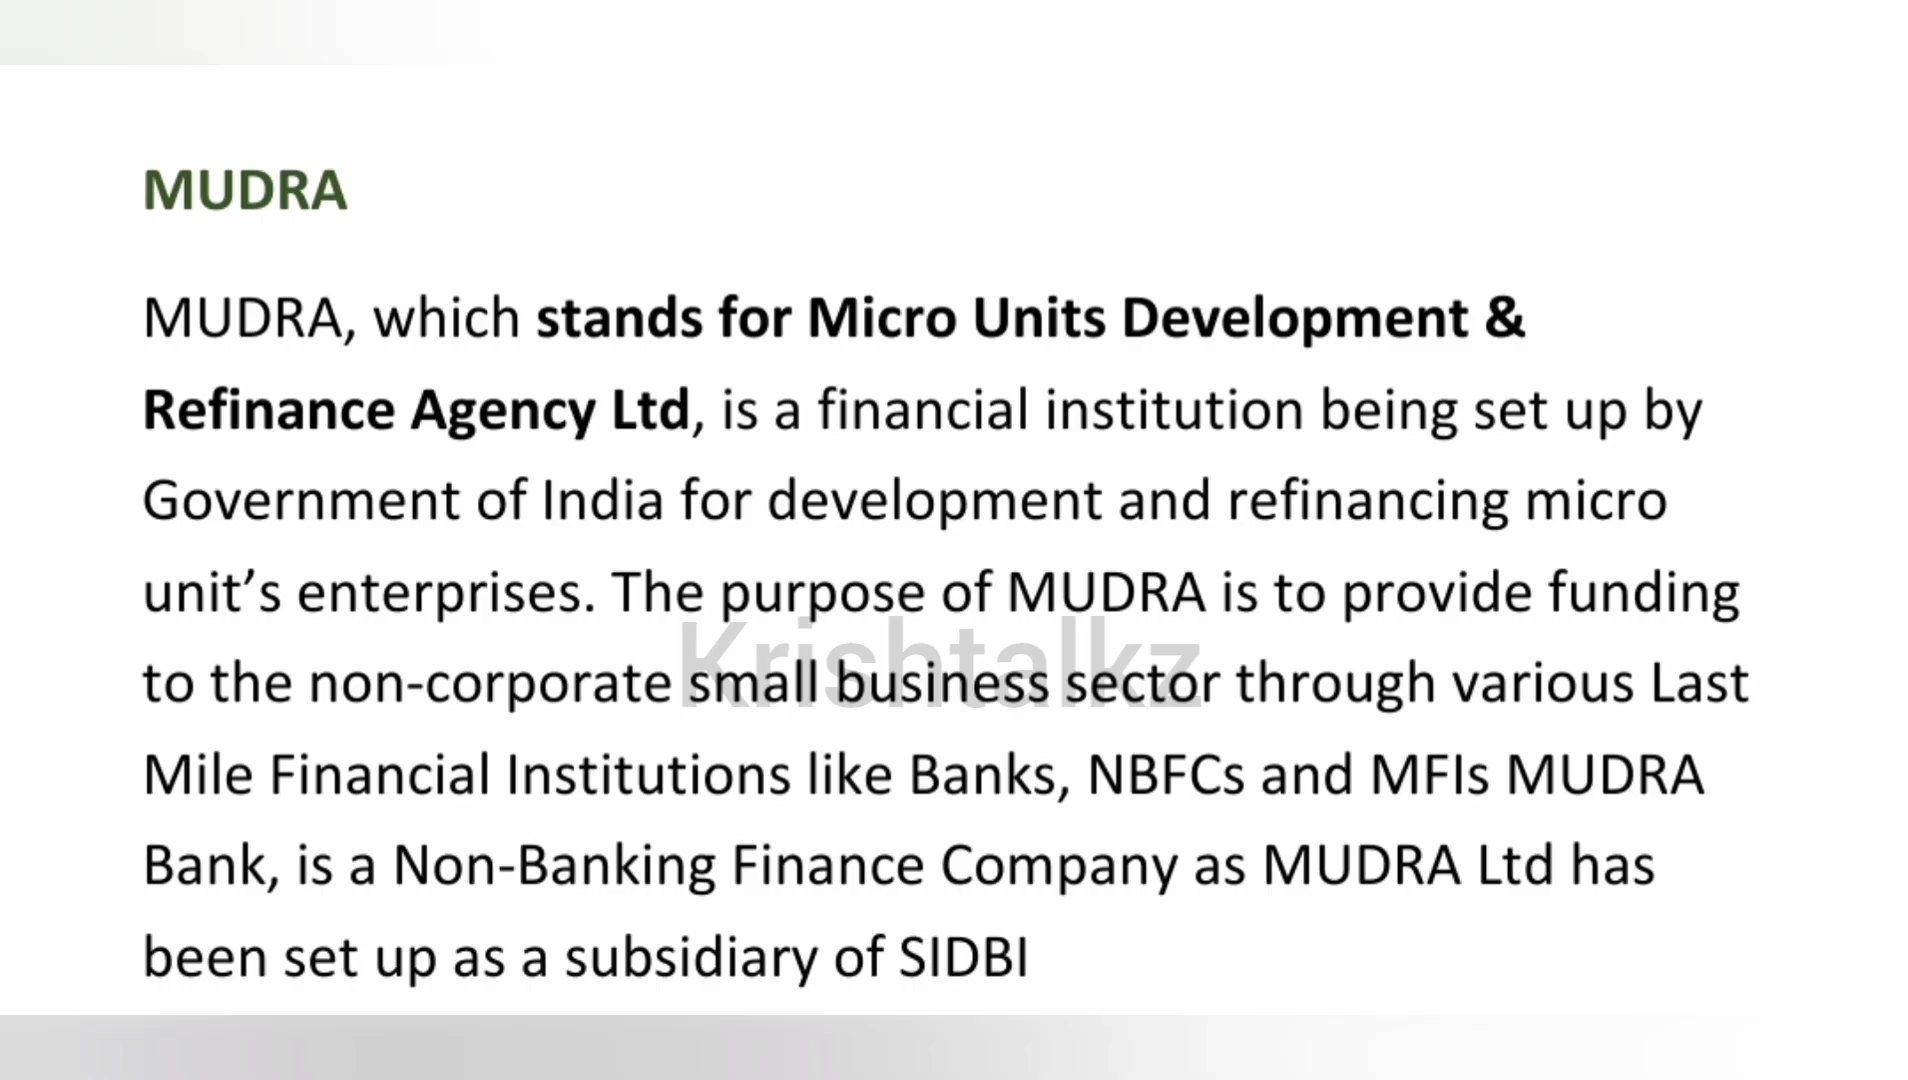 MUDRA
MUDRA, which stands for Micro Units Development &
Refinance Agency Ltd, is a financial institution being set up by
Government of India for development and refinancing micro
unit’s enterprises. The purpose of MUDRA is to provide funding
to the non-corporate small business sector through various Last
Krishtalkz
Mile Financial Institutions like Banks, NBFCs and MFIs MUDRA
Bank, is a Non-Banking Finance Company as MUDRA Ltd has
been set up as a subsidiary of SIDBI